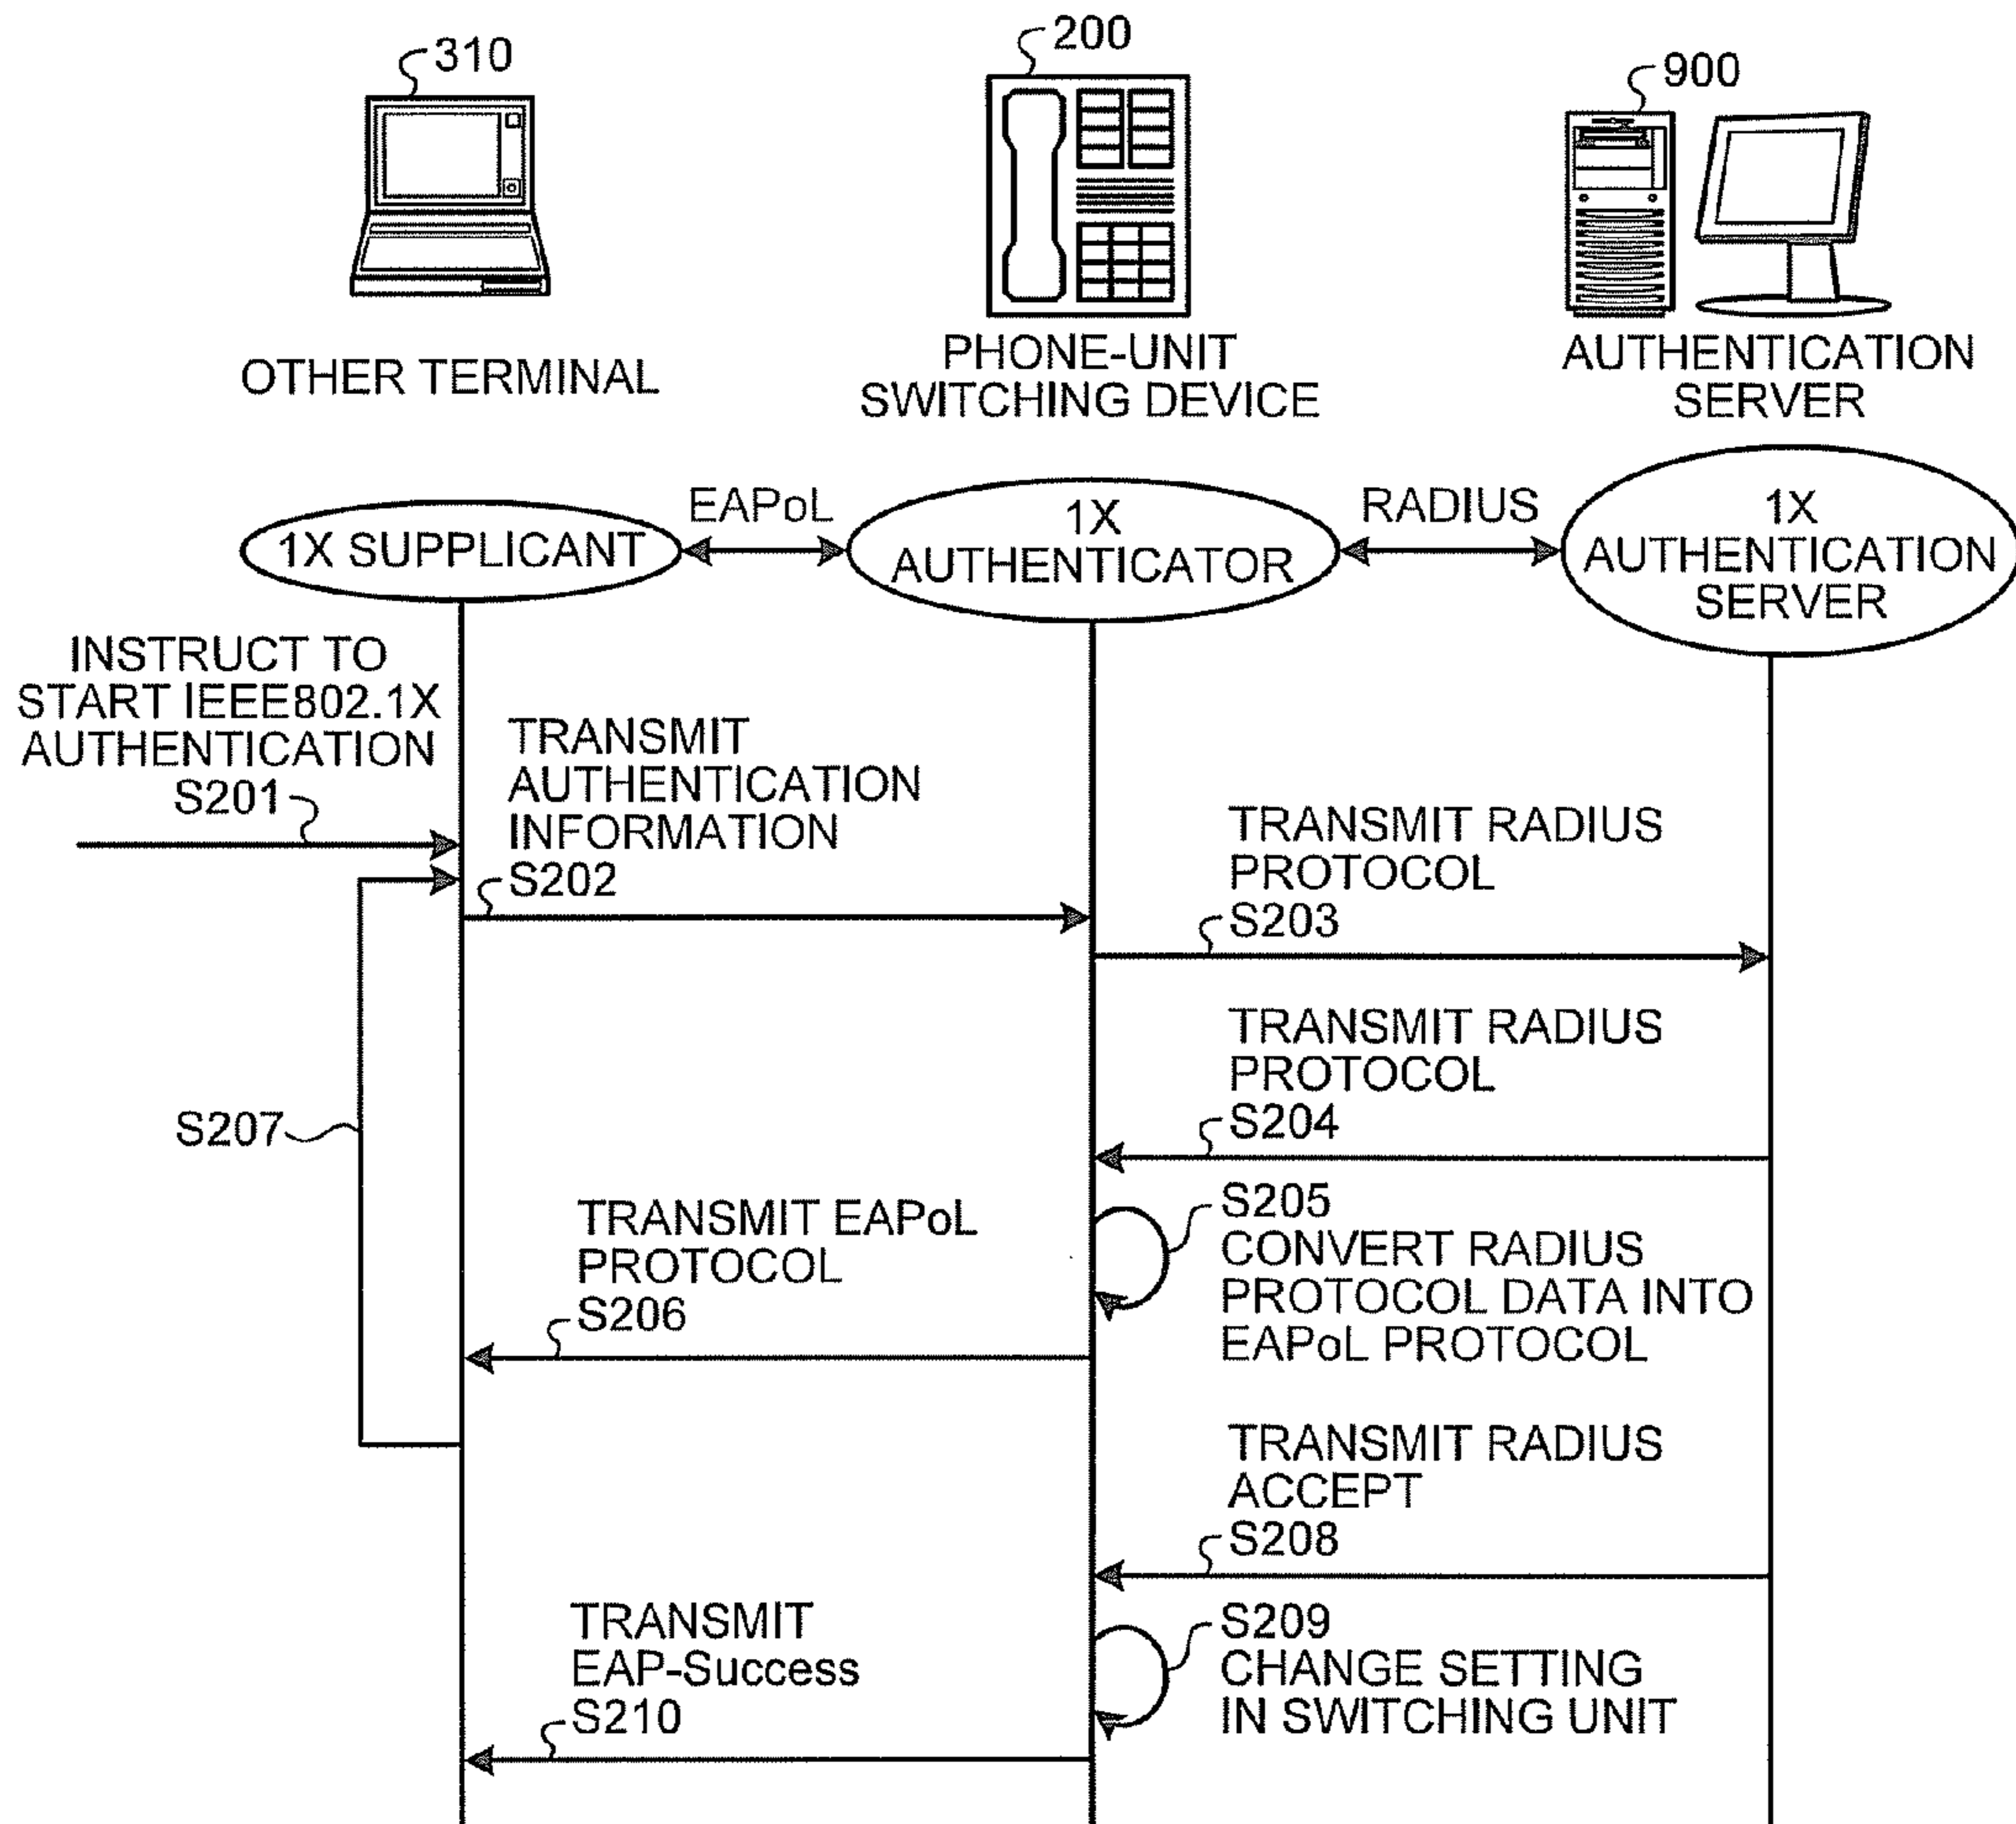 310
200
900
OTHER TERMINAL
PHONE-UNIT
SWITCHING DEVICE
AUTHENTICATION
SERVER
1X SUPPLICANT
EAPoL
1X
AUTHENTICATOR
RADIUS
1X
AUTHENTICATION
SERVER
INSTRUCT TO
START IEEE802.1X
AUTHENTICATION
S201
TRANSMIT
AUTHENTICATION
INFORMATION
S202
TRANSMIT RADIUS
PROTOCOL
S203
TRANSMIT RADIUS
PROTOCOL
S204
S205
CONVERT RADIUS
PROTOCOL DATA INTO
EAPoL PROTOCOL
TRANSMIT EAPoL
PROTOCOL
S206
S207
TRANSMIT RADIUS
ACCEPT
S208
S209
CHANGE SETTING
IN SWITCHING UNIT
TRANSMIT
EAP-Success
S210